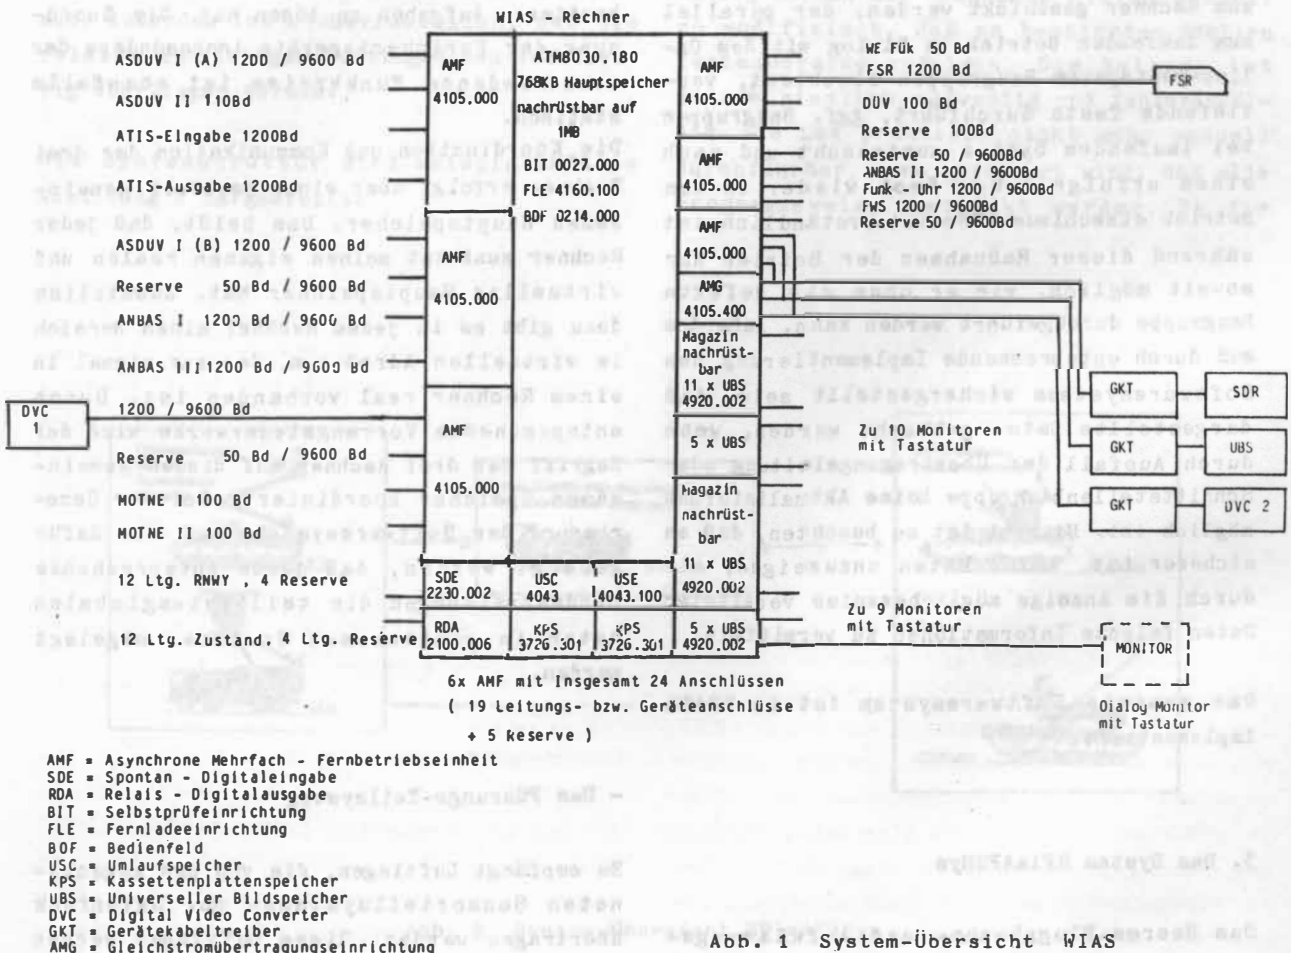 WIAS - Rechner
ASDUV I (A) 1200 / 9600 Bd
ASDUV II 110Bd
ATIS-Eingabe 1200Bd
ATIS-Ausgabe 1200Bd
ASDUV I (B) 1200 / 9600 Bd
Reserve 50 Bd / 9600Bd
ANBAS I 1200 Bd / 9600 Bd
ANBAS III 1200 Bd / 9600 Bd
DVC
1
1200 / 9600 Bd
Reserve 50 Bd / 9600 Bd
MOTNE I 100 Bd
MOTNE II 100 Bd
12 Ltg. RNWY , 4 Reserve
12 Ltg. Zustand, 4 Ltg. Reserve
AMF
4105.000
AMF
4105.000
AMF
4105.000
ATM8030.180
768KB Hauptspeicher
nachrüstbar auf
1MB
BIT 0027.000
FLE 4160.100
BDF 0214.000
AMF
4105.000
AMF
4105.000
AMF
4105.000
AMG
4105.400
Magazin
nachrüst-
bar
11 x UBS
4920.002
5 x UBS
Magazin
nachrüst-
bar
11 x UBS
4920.002
SDE
2230.002
USC
4043
USE
4043.100
RDA
2100.006
KPS
3726.301
KPS
3726.301
5 x UBS
4920.002
WE Fük 50 Bd
FSR 1200 Bd
FSR
DÜV 100 Bd
Reserve 100Bd
Reserve 50 / 9600Bd
ANBAS II 1200 / 9600 Bd
Funk-Fern 1200 / 9600Bd
FWS 1200 / 9600Bd
Reserve 50 / 9600Bd
GKT
SDR
GKT
UBS
GKT
DVC 2
Zu 10 Monitoren
mit Tastatur
Zu 9 Monitoren
mit Tastatur
MONITOR
Dialog Monitor
mit Tastatur
6x AMF mit Insgesamt 24 Anschlüssen
( 19 Leitungs- bzw. Geräteanschlüsse
+ 5 Reserve )
AMF = Asynchrone Mehrfach - Fernbetriebseinheit
SDE = Spontan - Digitaleingabe
RDA = Relais - Digitalausgabe
BIT = Selbstprüfeinrichtung
FLE = Fernladeeinrichtung
BOF = Bedienfeld
USC = Umlaufspeicher
KPS = Kassettenplattenspeicher
UBS = Universeller Bildspeicher
DVC = Digital Video Converter
GKT = Gerätekabeltreiber
AMG = Gleichstromübertragungseinrichtung
Abb. 1 System-Übersicht WIAS